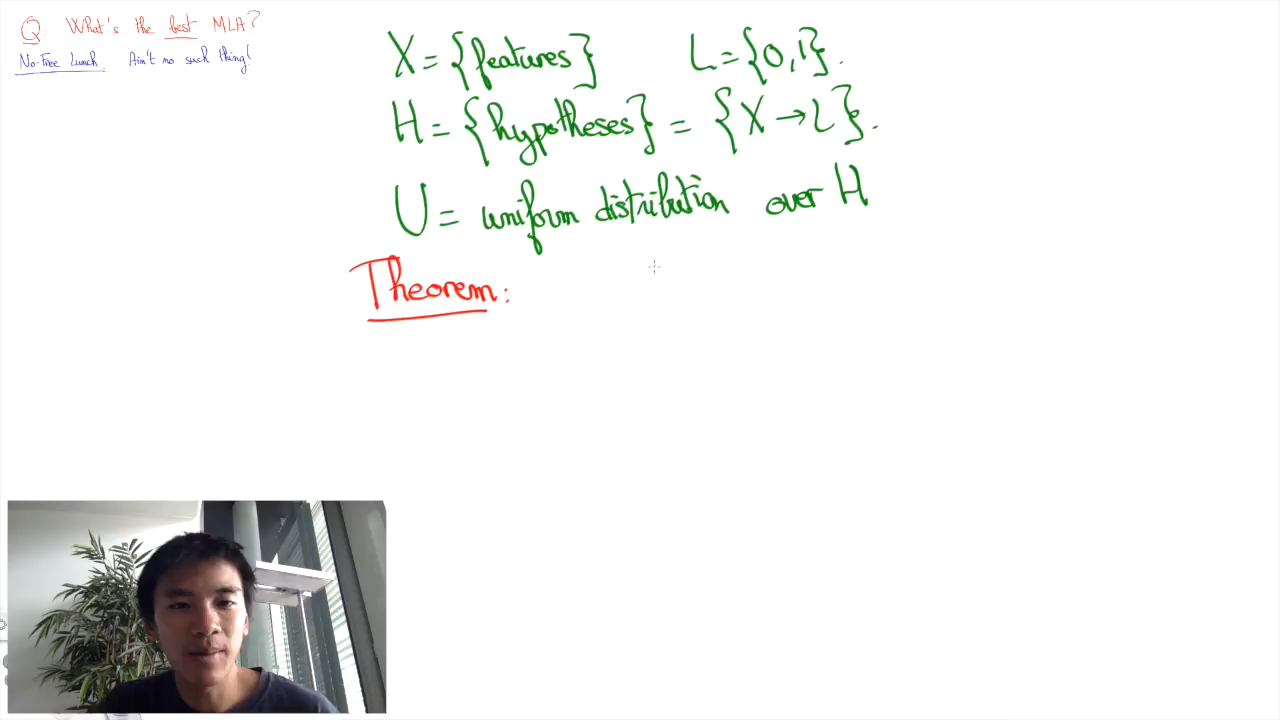 Q: What's the best MLA?
No-Free Lunch Ain't no such thing!
X = {features} L = {0,1}.
H = {hypotheses} = {X → L}.
U = uniform distribution over H
Theorem: